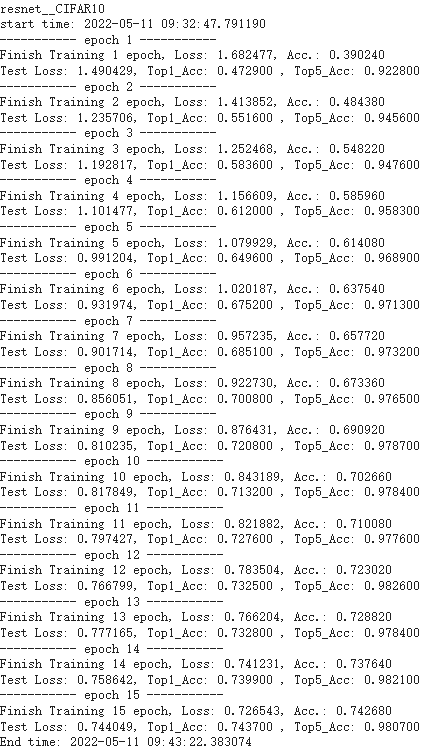 resnet__CIFAR10
start time: 2022-05-11 09:32:47.791190
----------- epoch 1 -----------
Finish Training 1 epoch, Loss: 1.682477, Acc.: 0.390240
Test Loss: 1.490429, Top1_Acc: 0.472900 , Top5_Acc: 0.922800
----------- epoch 2 -----------
Finish Training 2 epoch, Loss: 1.413852, Acc.: 0.484380
Test Loss: 1.235706, Top1_Acc: 0.551600 , Top5_Acc: 0.945600
----------- epoch 3 -----------
Finish Training 3 epoch, Loss: 1.252468, Acc.: 0.548220
Test Loss: 1.192817, Top1_Acc: 0.583600 , Top5_Acc: 0.947600
----------- epoch 4 -----------
Finish Training 4 epoch, Loss: 1.156609, Acc.: 0.585960
Test Loss: 1.101477, Top1_Acc: 0.612000 , Top5_Acc: 0.958300
----------- epoch 5 -----------
Finish Training 5 epoch, Loss: 1.079929, Acc.: 0.614080
Test Loss: 0.991204, Top1_Acc: 0.649600 , Top5_Acc: 0.968900
----------- epoch 6 -----------
Finish Training 6 epoch, Loss: 1.020187, Acc.: 0.637540
Test Loss: 0.931974, Top1_Acc: 0.675200 , Top5_Acc: 0.971300
----------- epoch 7 -----------
Finish Training 7 epoch, Loss: 0.957235, Acc.: 0.657720
Test Loss: 0.901714, Top1_Acc: 0.685100 , Top5_Acc: 0.973200
----------- epoch 8 -----------
Finish Training 8 epoch, Loss: 0.922730, Acc.: 0.673360
Test Loss: 0.856051, Top1_Acc: 0.700800 , Top5_Acc: 0.976500
----------- epoch 9 -----------
Finish Training 9 epoch, Loss: 0.876431, Acc.: 0.690920
Test Loss: 0.810235, Top1_Acc: 0.720800 , Top5_Acc: 0.978700
----------- epoch 10 -----------
Finish Training 10 epoch, Loss: 0.843189, Acc.: 0.702660
Test Loss: 0.817849, Top1_Acc: 0.713200 , Top5_Acc: 0.978400
----------- epoch 11 -----------
Finish Training 11 epoch, Loss: 0.821882, Acc.: 0.710080
Test Loss: 0.797427, Top1_Acc: 0.727600 , Top5_Acc: 0.977600
----------- epoch 12 -----------
Finish Training 12 epoch, Loss: 0.783504, Acc.: 0.723020
Test Loss: 0.766799, Top1_Acc: 0.732500 , Top5_Acc: 0.982600
----------- epoch 13 -----------
Finish Training 13 epoch, Loss: 0.766204, Acc.: 0.728820
Test Loss: 0.777165, Top1_Acc: 0.732800 , Top5_Acc: 0.978400
----------- epoch 14 -----------
Finish Training 14 epoch, Loss: 0.741231, Acc.: 0.737640
Test Loss: 0.758642, Top1_Acc: 0.739900 , Top5_Acc: 0.982100
----------- epoch 15 -----------
Finish Training 15 epoch, Loss: 0.726543, Acc.: 0.742680
Test Loss: 0.744049, Top1_Acc: 0.743700 , Top5_Acc: 0.980700
End time: 2022-05-11 09:43:22.383074